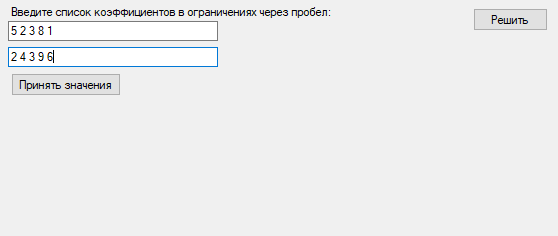 Введите список коэффициентов в ограничениях через пробел:
Решить
5 2 3 8 1
2 4 3 9 6
Принять значения